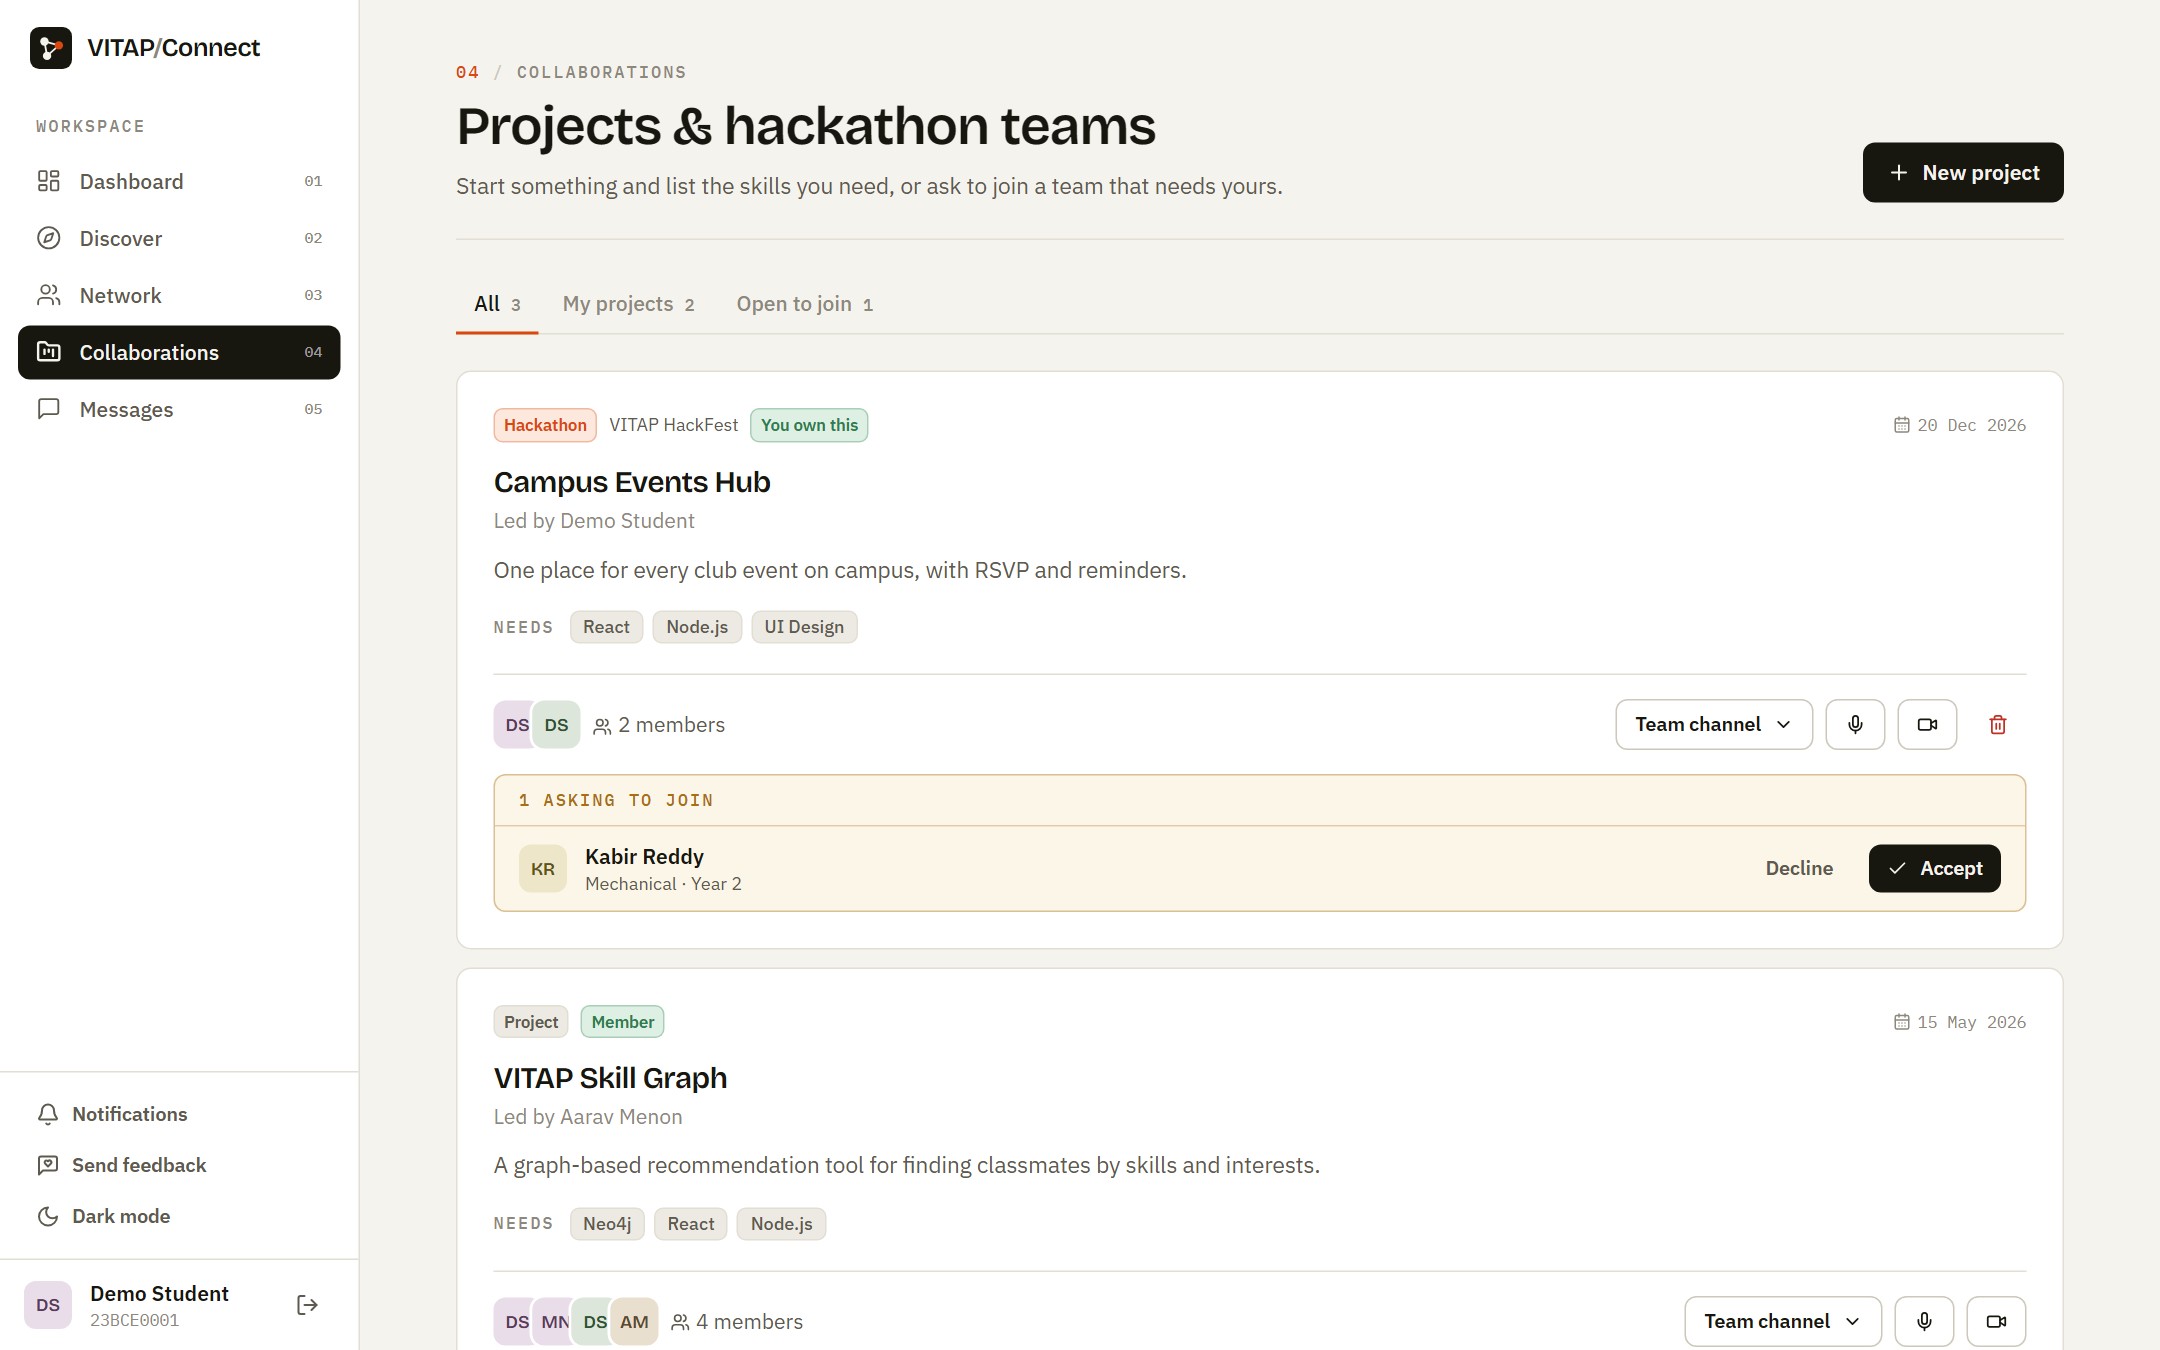 VITAP/Connect
WORKSPACE
Dashboard 01
Discover 02
Network 03
Collaborations 04
Messages 05
Notifications
Send feedback
Dark mode
DS Demo Student
23BCE0001
04 / COLLABORATIONS
Projects & hackathon teams
Start something and list the skills you need, or ask to join a team that needs yours.
New project
All 3 My projects 2 Open to join 1
Hackathon VITAP HackFest You own this 20 Dec 2026
Campus Events Hub
Led by Demo Student
One place for every club event on campus, with RSVP and reminders.
NEEDS React Node.js UI Design
DS DS 2 members Team channel
1 ASKING TO JOIN
KR Kabir Reddy Decline Accept
Mechanical · Year 2
Project Member 15 May 2026
VITAP Skill Graph
Led by Aarav Menon
A graph-based recommendation tool for finding classmates by skills and interests.
NEEDS Neo4j React Node.js
DS MN DS AM 4 members Team channel